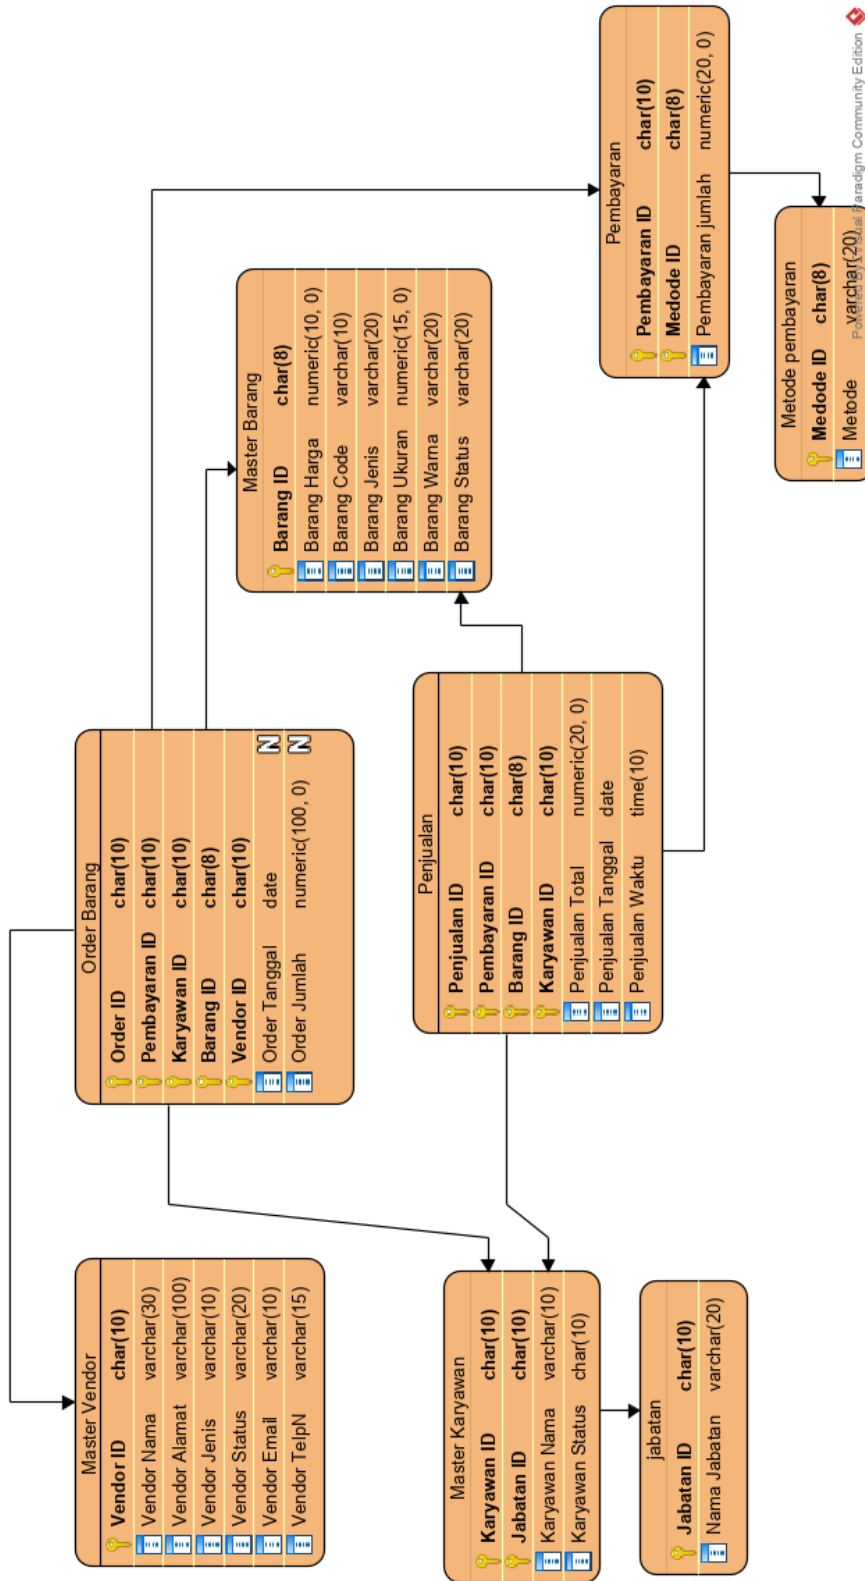 Master Vendor
Vendor ID char(10)
Vendor Nama varchar(30)
Vendor Alamat varchar(100)
Vendor Jenis varchar(10)
Vendor Status varchar(20)
Vendor Email varchar(10)
Vendor TelpN varchar(15)
Order Barang
Order ID char(10)
Pembayaran ID char(10)
Karyawan ID char(10)
Barang ID char(8)
Vendor ID char(10)
Order Tanggal date N
Order Jumlah numeric(100, 0) N
Master Barang
Barang ID char(8)
Barang Harga numeric(10, 0)
Barang Code varchar(10)
Barang Jenis varchar(20)
Barang Ukuran numeric(15, 0)
Barang Warna varchar(20)
Barang Status varchar(20)
Master Karyawan
Karyawan ID char(10)
Jabatan ID char(10)
Karyawan Nama varchar(10)
Karyawan Status char(10)
Penjualan
Penjualan ID char(10)
Pembayaran ID char(10)
Barang ID char(8)
Karyawan ID char(10)
Penjualan Total numeric(20, 0)
Penjualan Tanggal date
Penjualan Waktu time(10)
Pembayaran
Pembayaran ID char(10)
Medode ID char(8)
Pembayaran jumlah numeric(20, 0)
jabatan
Jabatan ID char(10)
Nama Jabatan varchar(20)
Metode pembayaran
Medode ID char(8)
Metode varchar(20)
Powered By Visual Paradigm Community Edition